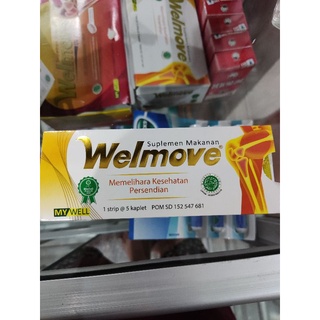 Welmove
Suplemen Makanan
Welmove
Memelihara Kesehatan
Persendian
1 strip @ 5 kaplet POM SD 152 547 681
MY WELL